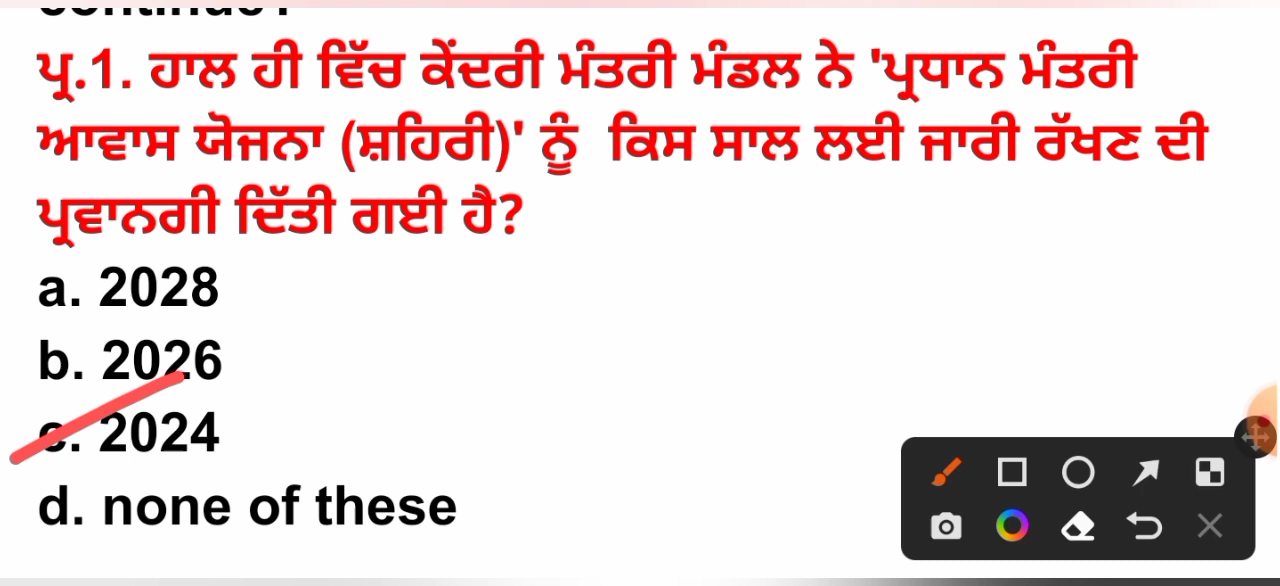 ਪ੍ਰ.1. ਹਾਲ ਹੀ ਵਿੱਚ ਕੇਂਦਰੀ ਮੰਤਰੀ ਮੰਡਲ ਨੇ 'ਪ੍ਰਧਾਨ ਮੰਤਰੀ
ਆਵਾਸ ਯੋਜਨਾ (ਸ਼ਹਿਰੀ)' ਨੂੰ ਕਿਸ ਸਾਲ ਲਈ ਜਾਰੀ ਰੱਖਣ ਦੀ
ਪ੍ਰਵਾਨਗੀ ਦਿੱਤੀ ਗਈ ਹੈ?
a. 2028
b. 2026
c. 2024
d. none of these